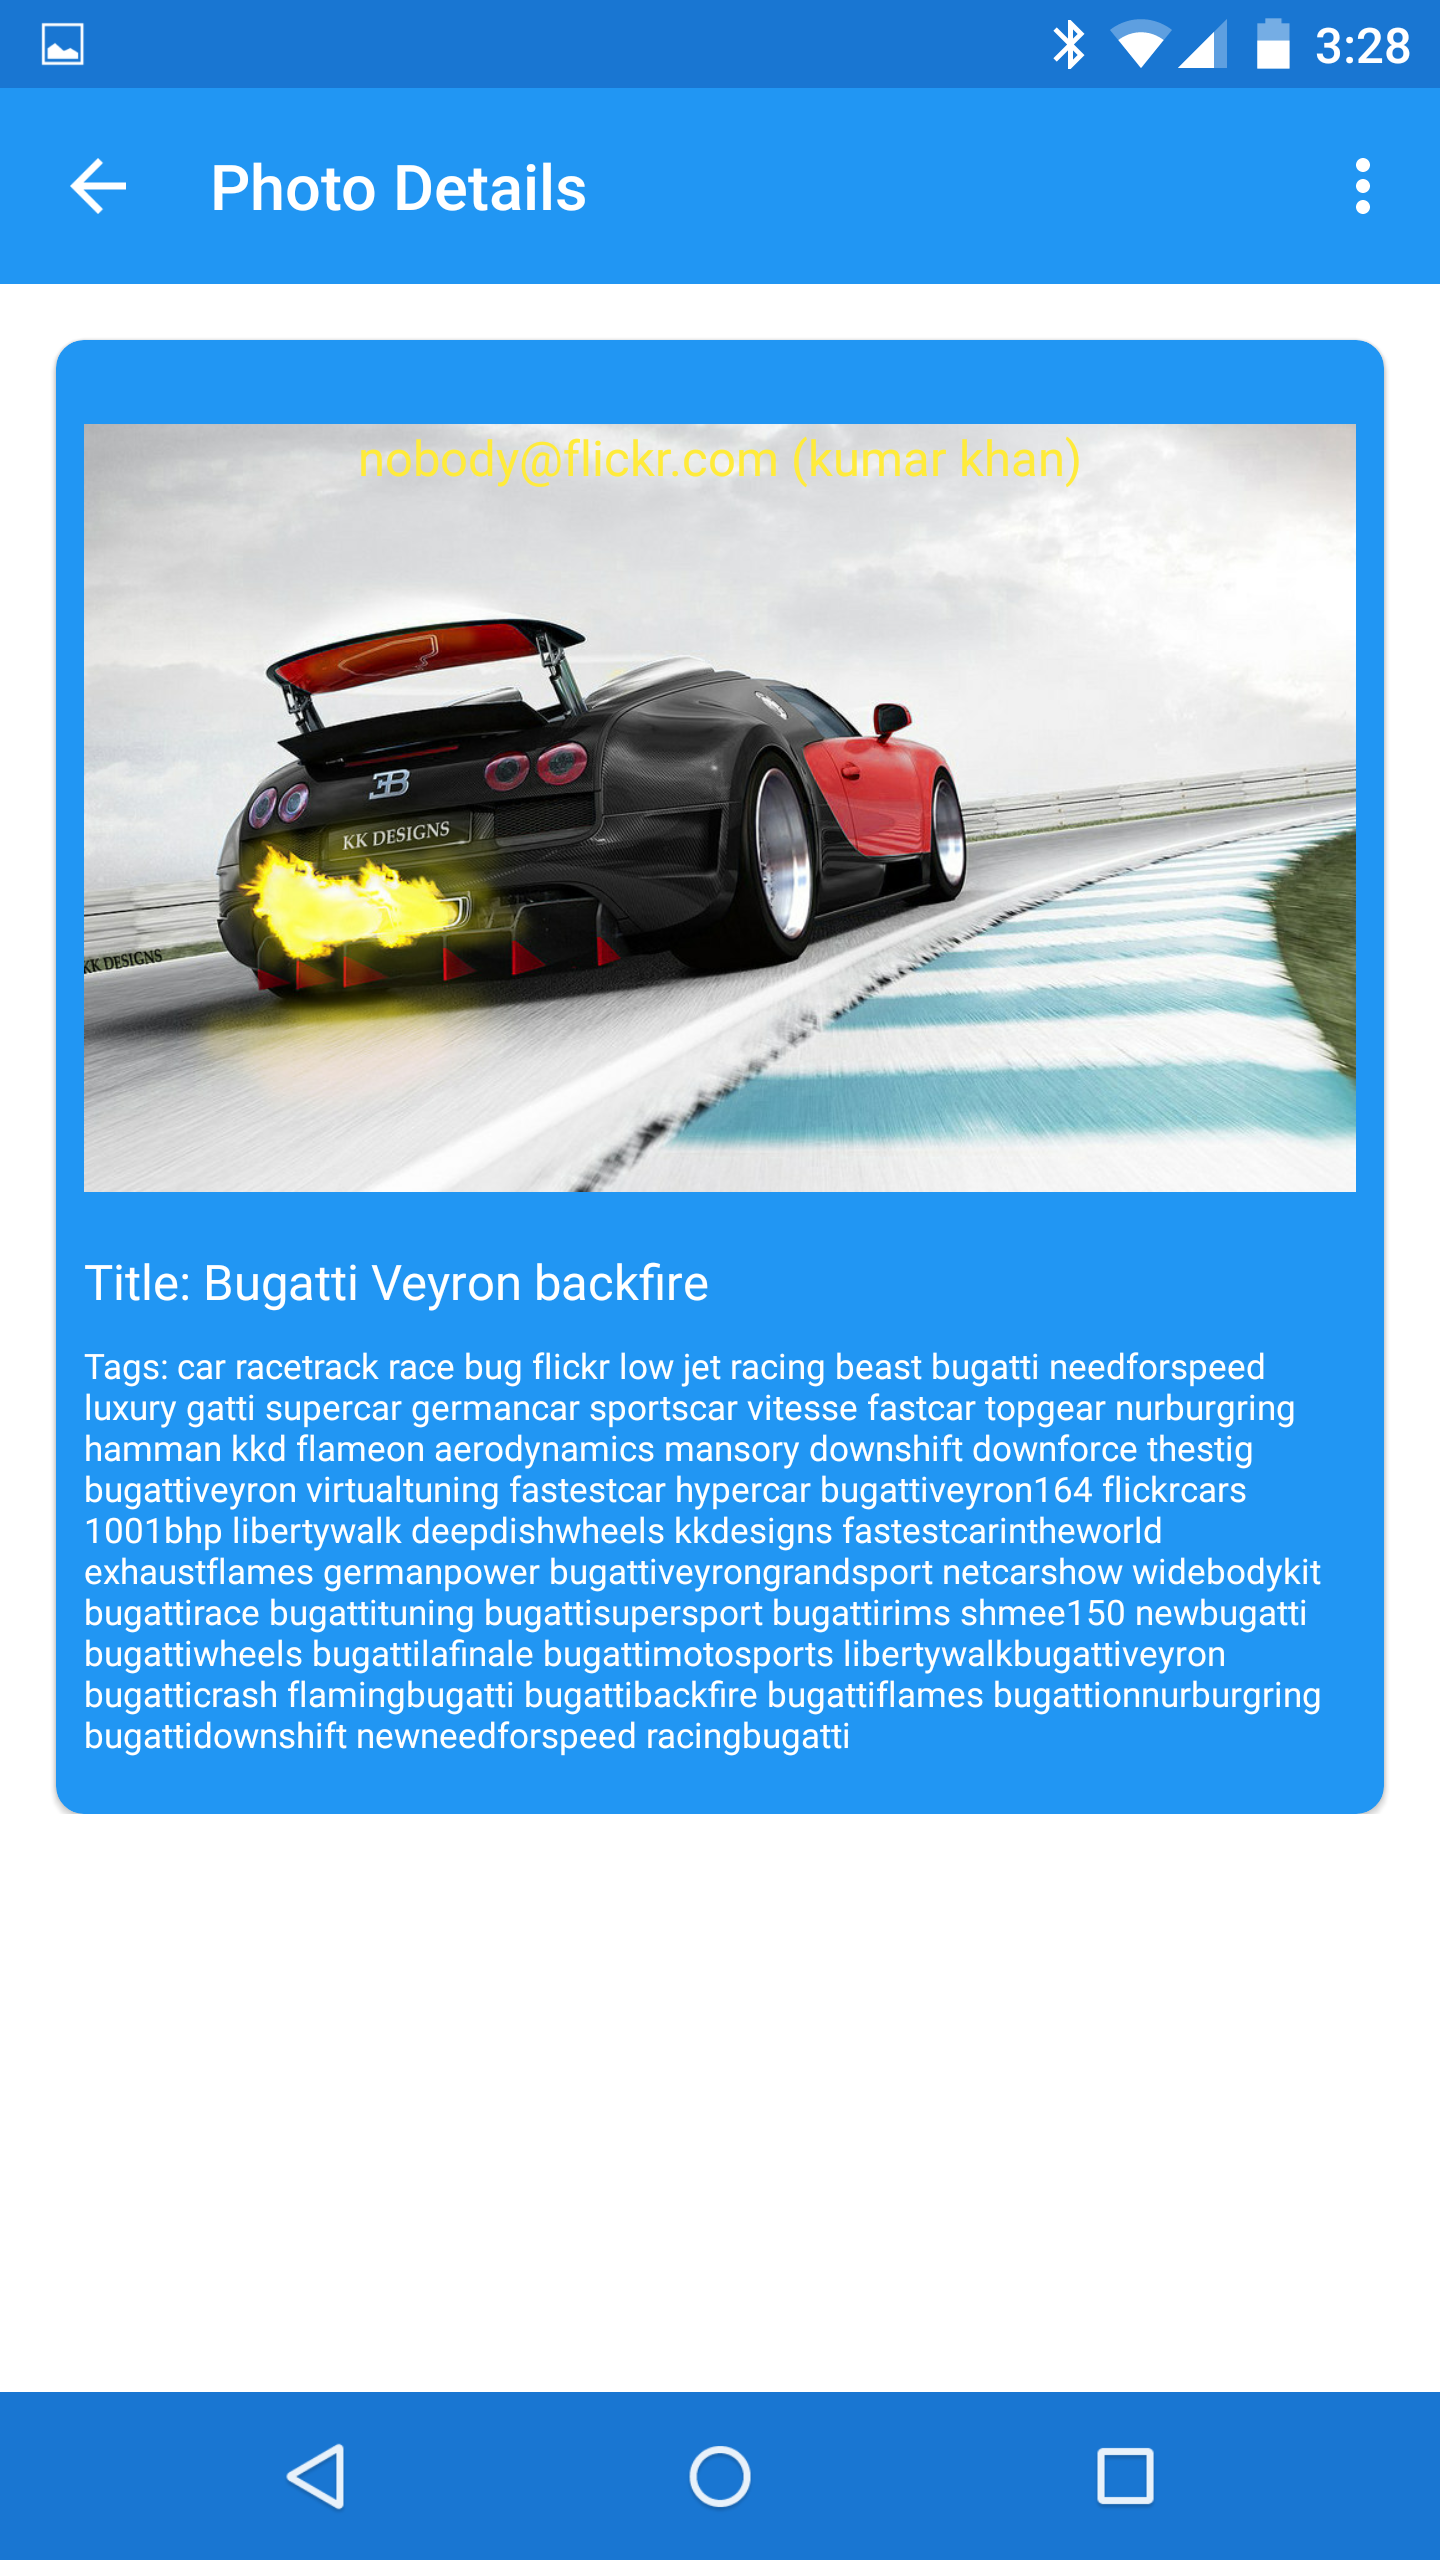 3:28
Photo Details
nobody@flickr.com (kumar khan)
KK DESIGNS
KK DESIGNS
Title: Bugatti Veyron backfire
Tags: car racetrack race bug flickr low jet racing beast bugatti needforspeed
luxury gatti supercar germancar sportscar vitesse fastcar topgear nurburgring
hamman kkd flameon aerodynamics mansory downshift downforce thestig
bugattiveyron virtualtuning fastestcar hypercar bugattiveyron164 flickrcars
1001bhp libertywalk deepdishwheels kkdesigns fastestcarintheworld
exhaustflames germanpower bugattiveyrongrandsport netcarshow widebodykit
bugattirace bugattituning bugattisupersport bugattirims shmee150 newbugatti
bugattiwheels bugattilafinale bugattimotosports libertywalkbugattiveyron
bugatticrash flamingbugatti bugattibackfire bugattiflames bugattionnurburgring
bugattidownshift newneedforspeed racingbugatti